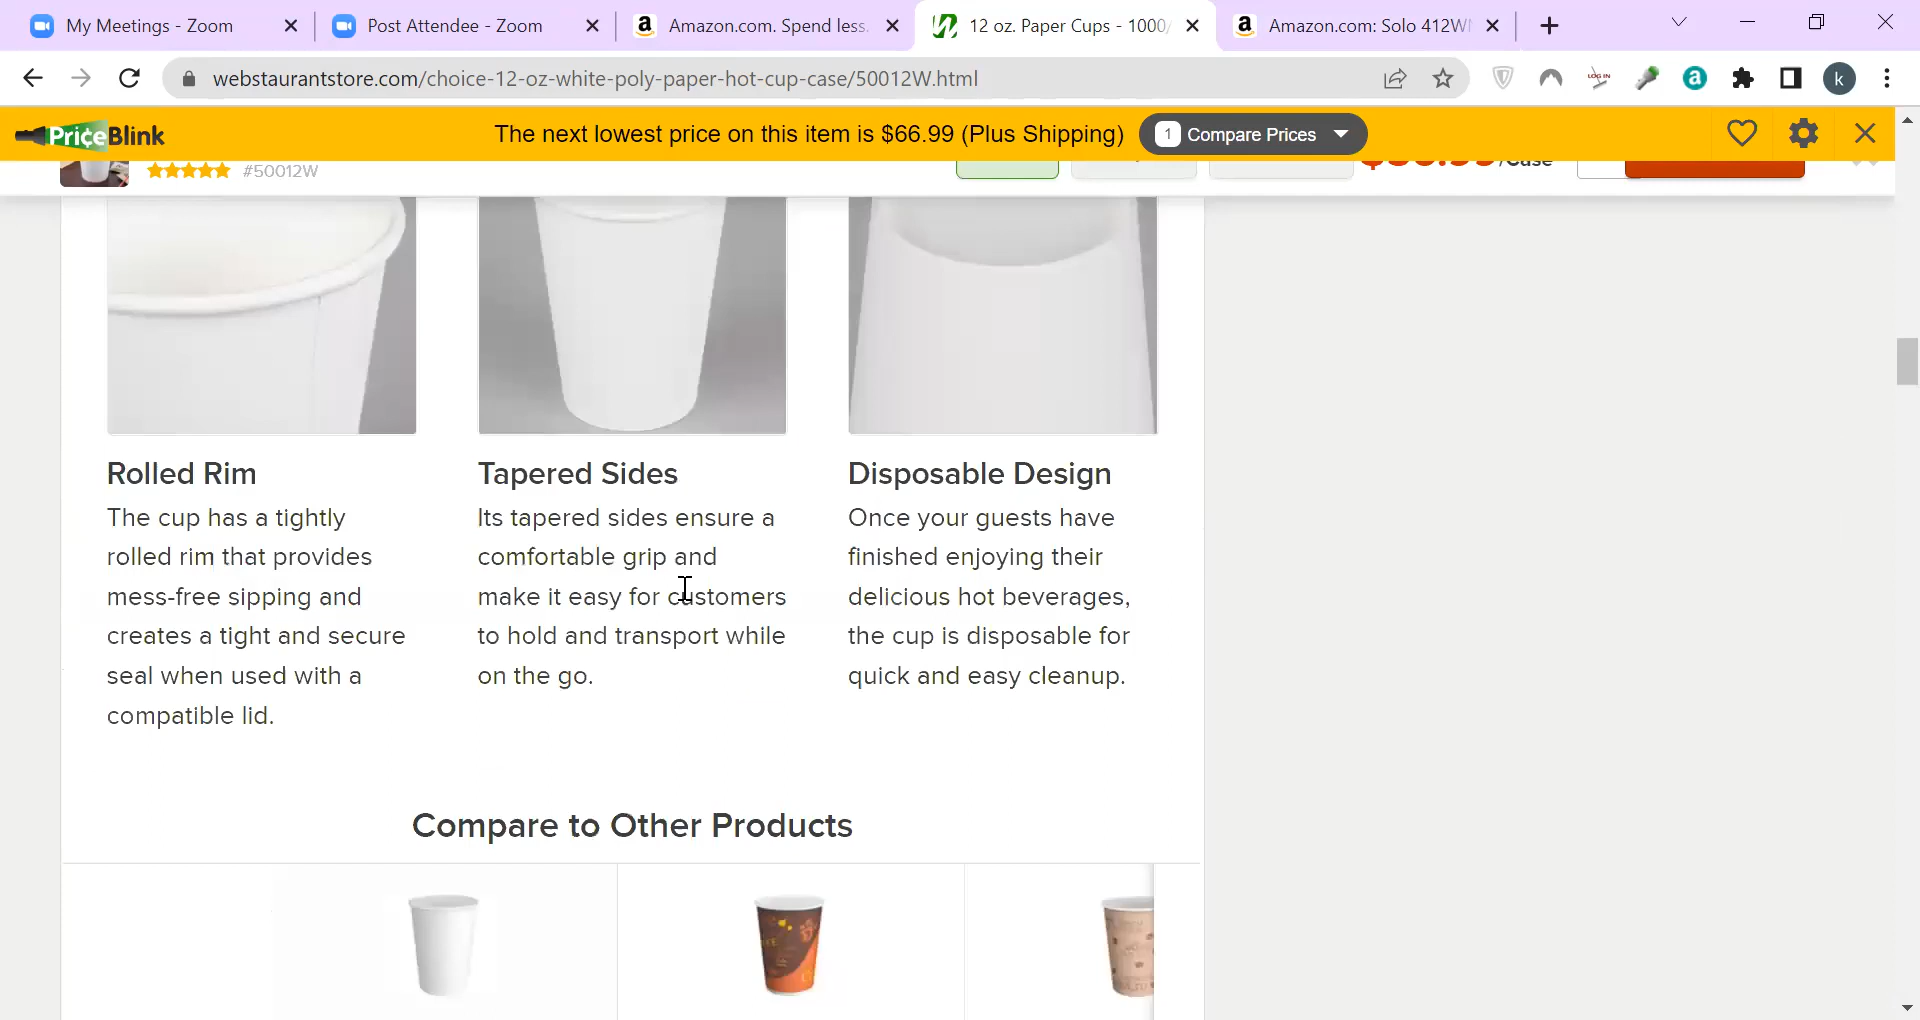 My Meetings - Zoom
Post Attendee - Zoom
Amazon.com. Spend less.
12 oz. Paper Cups - 1000/
Amazon.com: Solo 412W
webstaurantstore.com/choice-12-oz-white-poly-paper-hot-cup-case/50012W.html
LOG IN
a
k
PriceBlink
The next lowest price on this item is $66.99 (Plus Shipping)
1 Compare Prices
#50012W
/Case
Rolled Rim
The cup has a tightly
rolled rim that provides
mess-free sipping and
creates a tight and secure
seal when used with a
compatible lid.
Tapered Sides
Its tapered sides ensure a
comfortable grip and
make it easy for customers
to hold and transport while
on the go.
Disposable Design
Once your guests have
finished enjoying their
delicious hot beverages,
the cup is disposable for
quick and easy cleanup.
Compare to Other Products